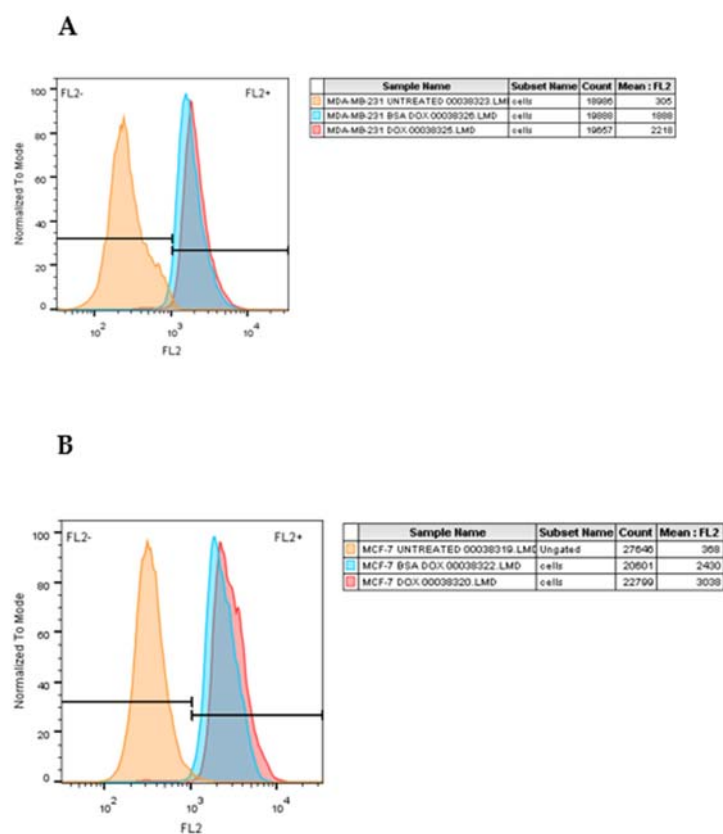 A
FL2-
FL2+
100
80
60
40
20
0
Normalized To Mode
10^2
10^3
10^4
FL2
Sample Name Subset Name Count Mean : FL2
MDA-MB-231 UNTREATED 00038323.LMD cells 18986 305
MDA-MB-231 BSA DOX 00038326.LMD cells 19888 1888
MDA-MB-231 DOX 00038325.LMD cells 19657 2218
B
FL2-
FL2+
100
80
60
40
20
0
Normalized To Mode
10^2
10^3
10^4
FL2
Sample Name Subset Name Count Mean : FL2
MCF-7 UNTREATED 00038319.LMD Ungated 27646 368
MCF-7 BSA DOX 00038322.LMD cells 20601 2430
MCF-7 DOX 00038320.LMD cells 22799 3038